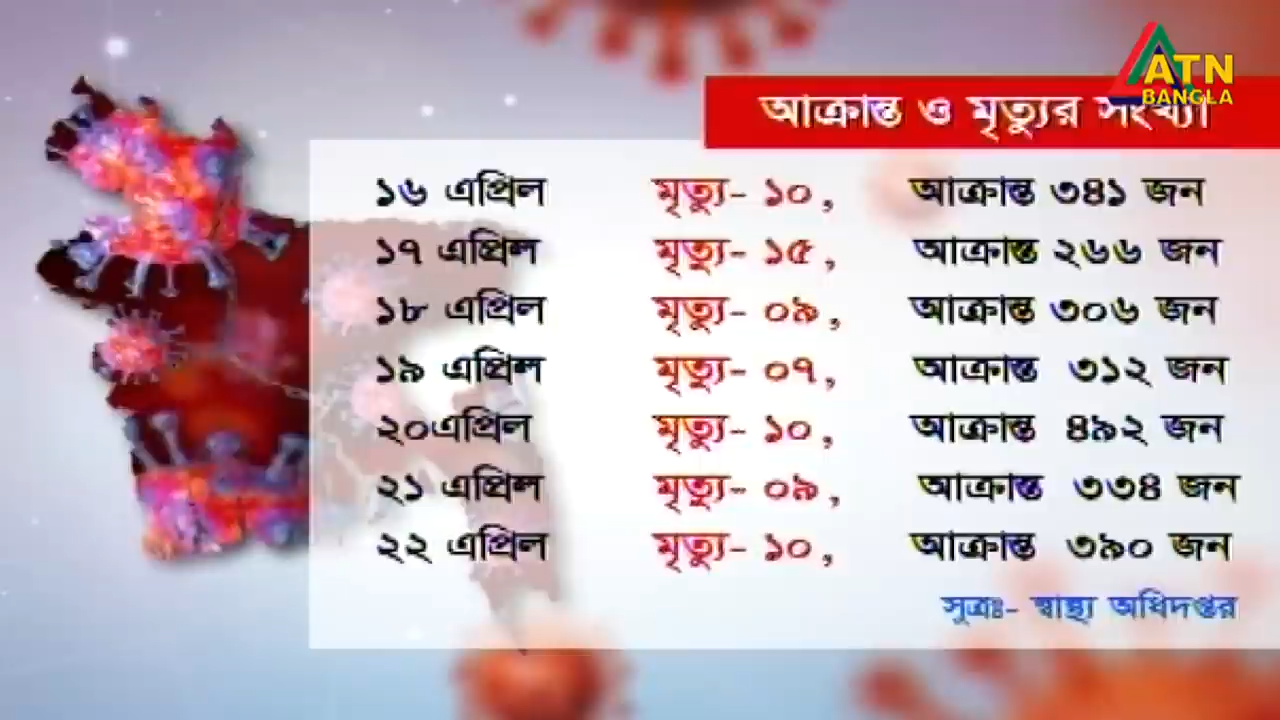 ATN
BANGLA
আক্রান্ত ও মৃত্যুর সংখ্যা
১৬ এপ্রিল মৃত্যু- ১০, আক্রান্ত ৩৪১ জন
১৭ এপ্রিল মৃত্যু- ১৫, আক্রান্ত ২৬৬ জন
১৮ এপ্রিল মৃত্যু- ০৯, আক্রান্ত ৩০৬ জন
১৯ এপ্রিল মৃত্যু- ০৭, আক্রান্ত ৩১২ জন
২০এপ্রিল মৃত্যু- ১০, আক্রান্ত ৪৯২ জন
২১ এপ্রিল মৃত্যু- ০৯, আক্রান্ত ৩৩৪ জন
২২ এপ্রিল মৃত্যু- ১০, আক্রান্ত ৩৯০ জন
সুত্রঃ- স্বাস্থ্য অধিদপ্তর